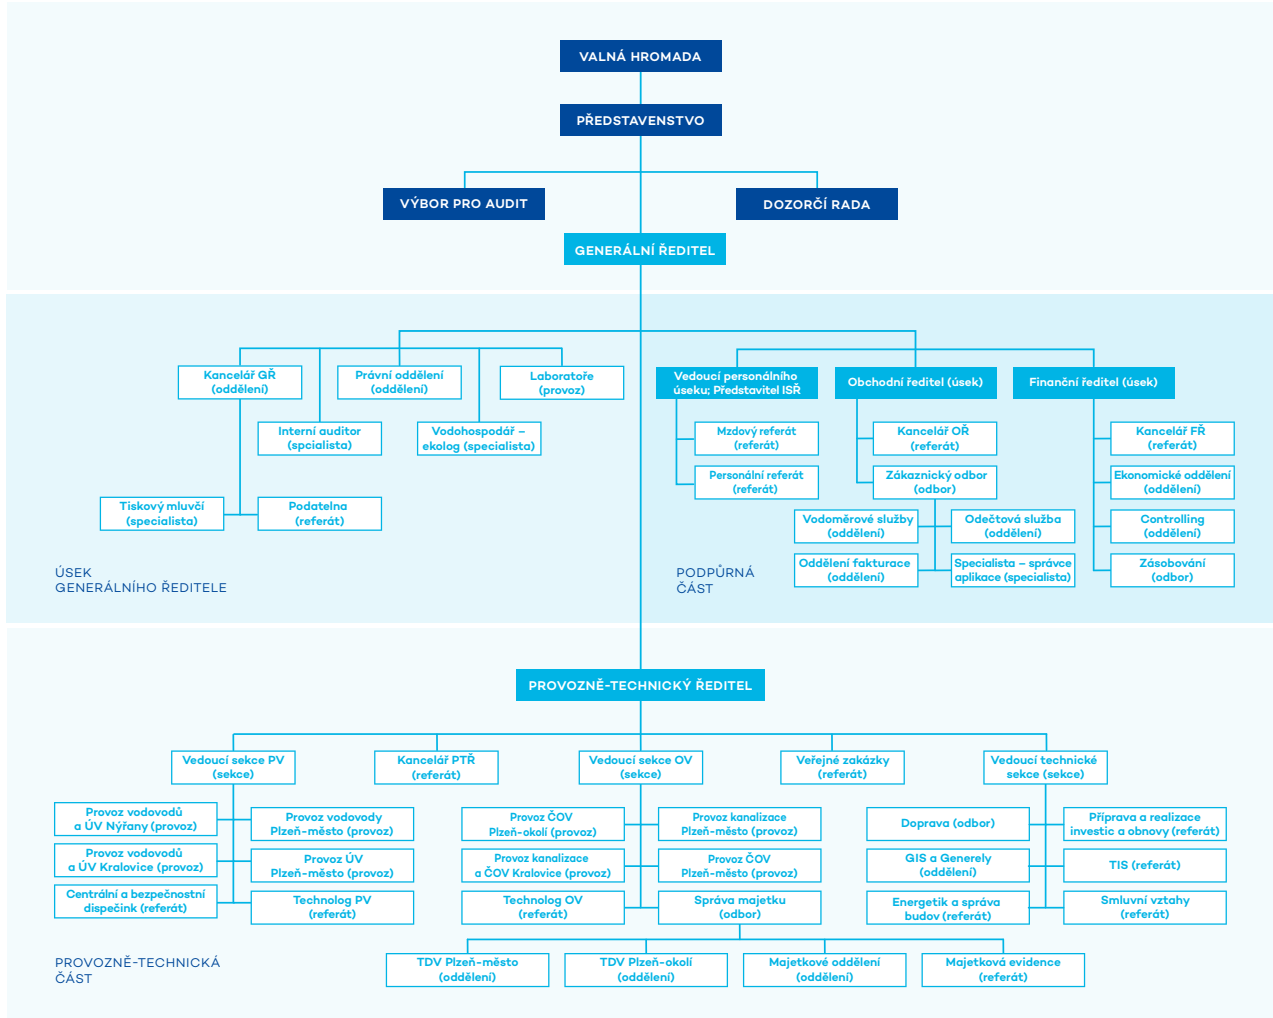 VALNÁ HROMADA
PŘEDSTAVENSTVO
VÝBOR PRO AUDIT
DOZORČÍ RADA
GENERÁLNÍ ŘEDITEL
Kancelář GŘ
(oddělení)
Právní oddělení
(oddělení)
Laboratoře
(provoz)
Interní auditor
(spcialista)
Vodohospodář –
ekolog (specialista)
Tiskový mluvčí
(specialista)
Podatelna
(referát)
ÚSEK
GENERÁLNÍHO ŘEDITELE
Vedoucí personálního
úseku; Představitel ISŘ
Obchodní ředitel (úsek)
Finanční ředitel (úsek)
Mzdový referát
(referát)
Kancelář OŘ
(referát)
Kancelář FŘ
(referát)
Personální referát
(referát)
Zákaznický odbor
(odbor)
Ekonomické oddělení
(oddělení)
Vodoměrové služby
(oddělení)
Odečtová služba
(oddělení)
Controlling
(oddělení)
Oddělení fakturace
(oddělení)
Specialista – správce
aplikace (specialista)
Zásobování
(odbor)
PODPŮRNÁ
ČÁST
PROVOZNĚ-TECHNICKÝ ŘEDITEL
Vedoucí sekce PV
(sekce)
Kancelář PTŘ
(referát)
Vedoucí sekce OV
(sekce)
Veřejné zakázky
(referát)
Vedoucí technické
sekce (sekce)
Provoz vodovodů
a ÚV Nýřany (provoz)
Provoz vodovody
Plzeň-město (provoz)
Provoz ČOV
Plzeň-okolí (provoz)
Provoz kanalizace
Plzeň-město (provoz)
Doprava (odbor)
Příprava a realizace
investic a obnovy (referát)
Provoz vodovodů
a ÚV Kralovice (provoz)
Provoz ÚV
Plzeň-město (provoz)
Provoz kanalizace
a ČOV Kralovice (provoz)
Provoz ČOV
Plzeň-město (provoz)
GIS a Generely
(oddělení)
TIS (referát)
Centrální a bezpečnostní
dispečink (referát)
Technolog PV
(referát)
Technolog OV
(referát)
Správa majetku
(odbor)
Energetik a správa
budov (referát)
Smluvní vztahy
(referát)
TDV Plzeň-město
(oddělení)
TDV Plzeň-okolí
(oddělení)
Majetkové oddělení
(oddělení)
Majetková evidence
(referát)
PROVOZNĚ-TECHNICKÁ
ČÁST